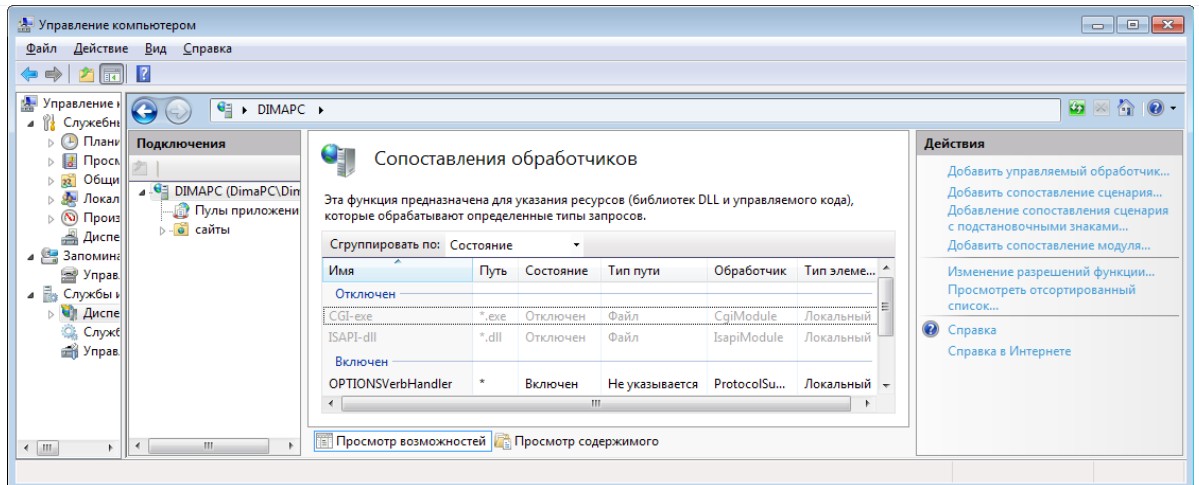 Управление компьютером
Файл Действие Вид Справка
Управление
Служебн
Плани
Просм
Общи
Локал
Произ
Диспе
Запомина
Управ.
Службы и
Диспе
Служб
Управ.
DIMAPC
Подключения
DIMAPC (DimaPC\Dim
Пулы приложени
сайты
Сопоставления обработчиков
Эта функция предназначена для указания ресурсов (библиотек DLL и управляемого кода),
которые обрабатывают определенные типы запросов.
Сгруппировать по: Состояние
Имя Путь Состояние Тип пути Обработчик Тип элеме...
Отключен
CGI-exe *.exe Отключен Файл CgiModule Локальный
ISAPI-dll *.dll Отключен Файл IsapiModule Локальный
Включен
OPTIONSVerbHandler * Включен Не указывается ProtocolSu... Локальный
Просмотр возможностей Просмотр содержимого
Действия
Добавить управляемый обработчик...
Добавить сопоставление сценария...
Добавление сопоставления сценария
с подстановочными знаками...
Добавить сопоставление модуля...
Изменение разрешений функции...
Просмотреть отсортированный
список...
Справка
Справка в Интернете